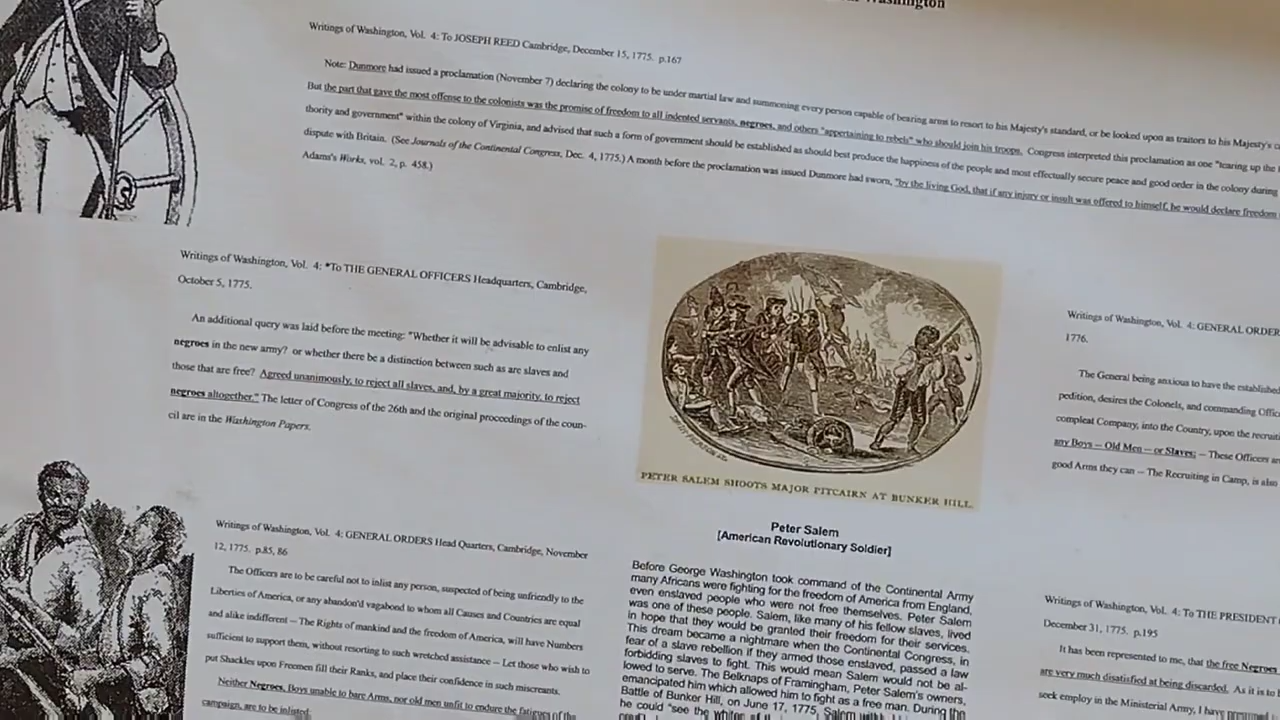 Washington
Writings of Washington, Vol. 4: To JOSEPH REED Cambridge, December 15, 1775. p.167
Note: Dunmore had issued a proclamation (November 7) declaring the colony to be under martial law and summoning every person capable of bearing arms to resort to his Majesty's standard, or be looked upon as traitors to his Majesty's
But the part that gave the most offense to the colonists was the promise of freedom to all indented servants, negroes, and others "appertaining to rebels" who should join his troops. Congress interpreted this proclamation as one "tearing up the
thority and government" within the colony of Virginia, and advised that such a form of government should be established as should best produce the happiness of the people and most effectually secure peace and good order in the colony during
dispute with Britain. (See Journals of the Continental Congress, Dec. 4, 1775.) A month before the proclamation was issued Dunmore had sworn, "by the living God, that if any injury or insult was offered to himself, he would declare freedom
Adams's Works, vol. 2, p. 458.)
Writings of Washington, Vol. 4: *To THE GENERAL OFFICERS Headquarters, Cambridge,
October 5, 1775.
An additional query was laid before the meeting: "Whether it will be advisable to enlist any
negroes in the new army? or whether there be a distinction between such as are slaves and
those that are free? Agreed unanimously, to reject all slaves, and, by a great majority, to reject
negroes altogether." The letter of Congress of the 26th and the original proceedings of the coun-
cil are in the Washington Papers.
Writings of Washington, Vol. 4: GENERAL ORDERS Head Quarters, Cambridge, November
12, 1775. p.85, 86
The Officers are to be careful not to inlist any person, suspected of being unfriendly to the
Liberties of America, or any abandon'd vagabond to whom all Causes and Countries are equal
and alike indifferent -- The Rights of mankind and the freedom of America, will have Numbers
sufficient to support them, without resorting to such wretched assistance -- Let those who wish to
put Shackles upon Freemen fill their Ranks, and place their confidence in such miscreants.
Neither Negroes, Boys unable to bare Arms, nor old men unfit to endure the fatigues of the
campaign, are to be inlisted;
PETER SALEM SHOOTS MAJOR PITCAIRN AT BUNKER HILL.
Peter Salem
[American Revolutionary Soldier]
Before George Washington took command of the Continental Army
many Africans were fighting for the freedom of America from England,
even enslaved people who were not free themselves. Peter Salem
was one of these people. Salem, like many of his fellow slaves, lived
in hope that they would be granted their freedom for their services.
This dream became a nightmare when the Continental Congress, in
fear of a slave rebellion if they armed those enslaved, passed a law
forbidding slaves to fight. This would mean Salem would not be al-
lowed to serve. The Belknaps of Framingham, Peter Salem's owners,
emancipated him which allowed him to fight as a free man. During the
Battle of Bunker Hill, on June 17, 1775, Salem
he could "see the whites of
Writings of Washington, Vol. 4: GENERAL ORDE
1776.
The General being anxious to have the established
pedition, desires the Colonels, and commanding Offic
compleat Company, into the Country, upon the recruit
any Boys -- Old Men -- or Slaves; -- These Officers ar
good Arms they can -- The Recruiting in Camp, is also
Writings of Washington, Vol. 4: To THE PRESIDENT
December 31, 1775. p.195
It has been represented to me, that the free Negroes
are very much disatisfied at being discarded. As it is to
seek employ in the Ministerial Army, I have